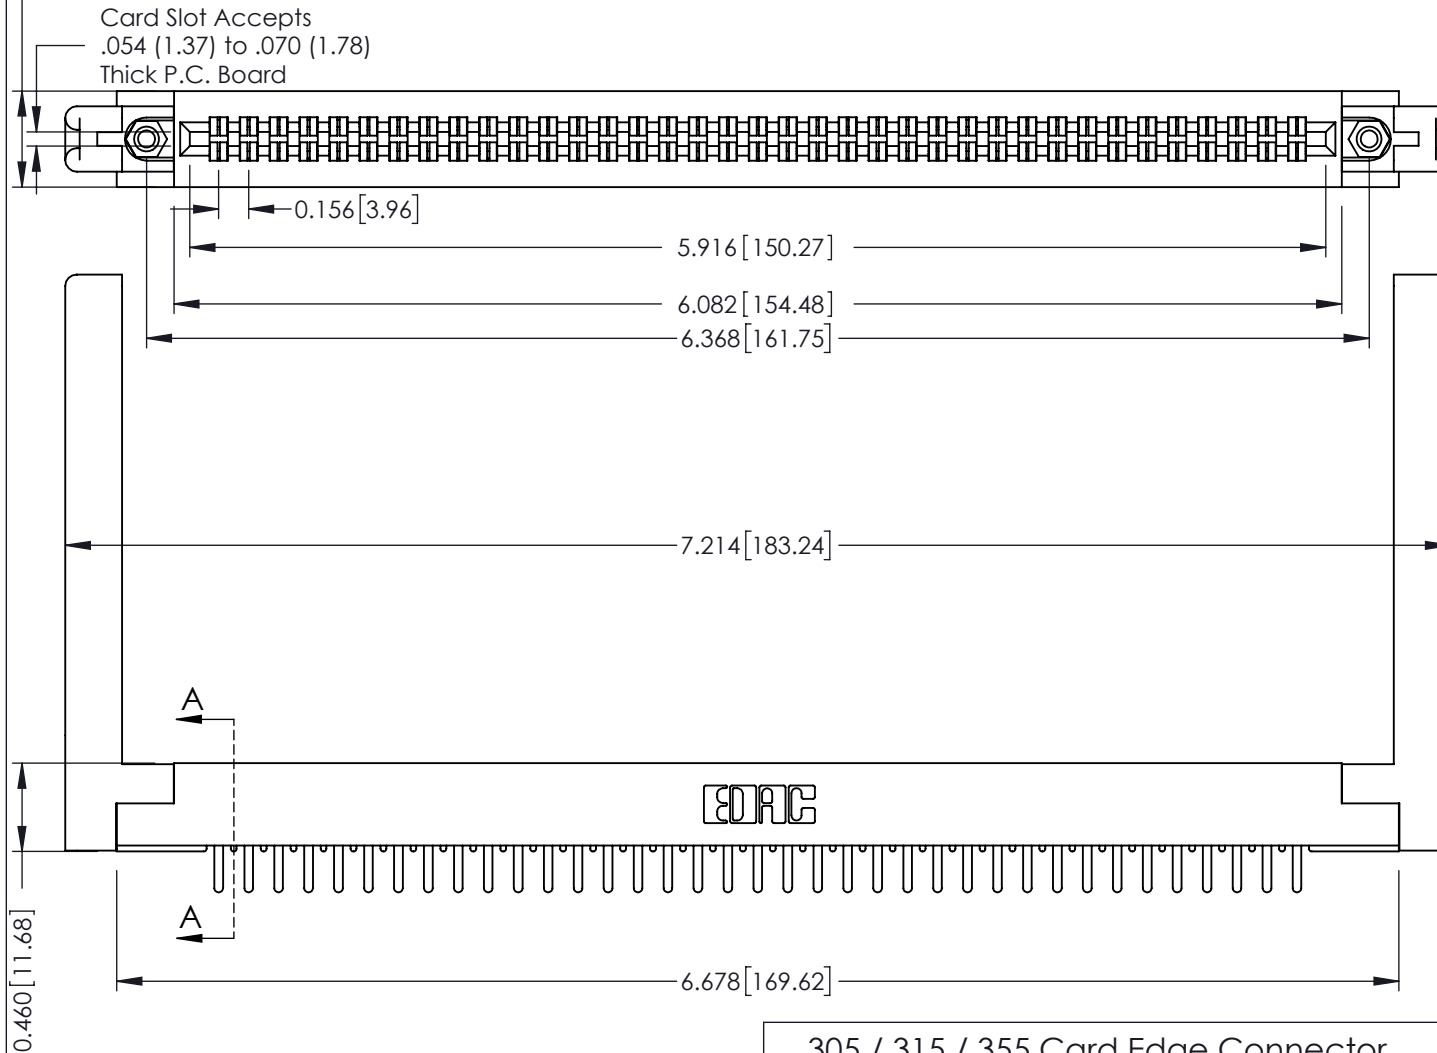 Card Slot Accepts
.054 (1.37) to .070 (1.78)
Thick P.C. Board
0.156[3.96]
5.916[150.27]
6.082[154.48]
6.368[161.75]
7.214[183.24]
A
EDAC
A
0.460[11.68]
6.678[169.62]
305 / 315 / 355 Card Edge Connector